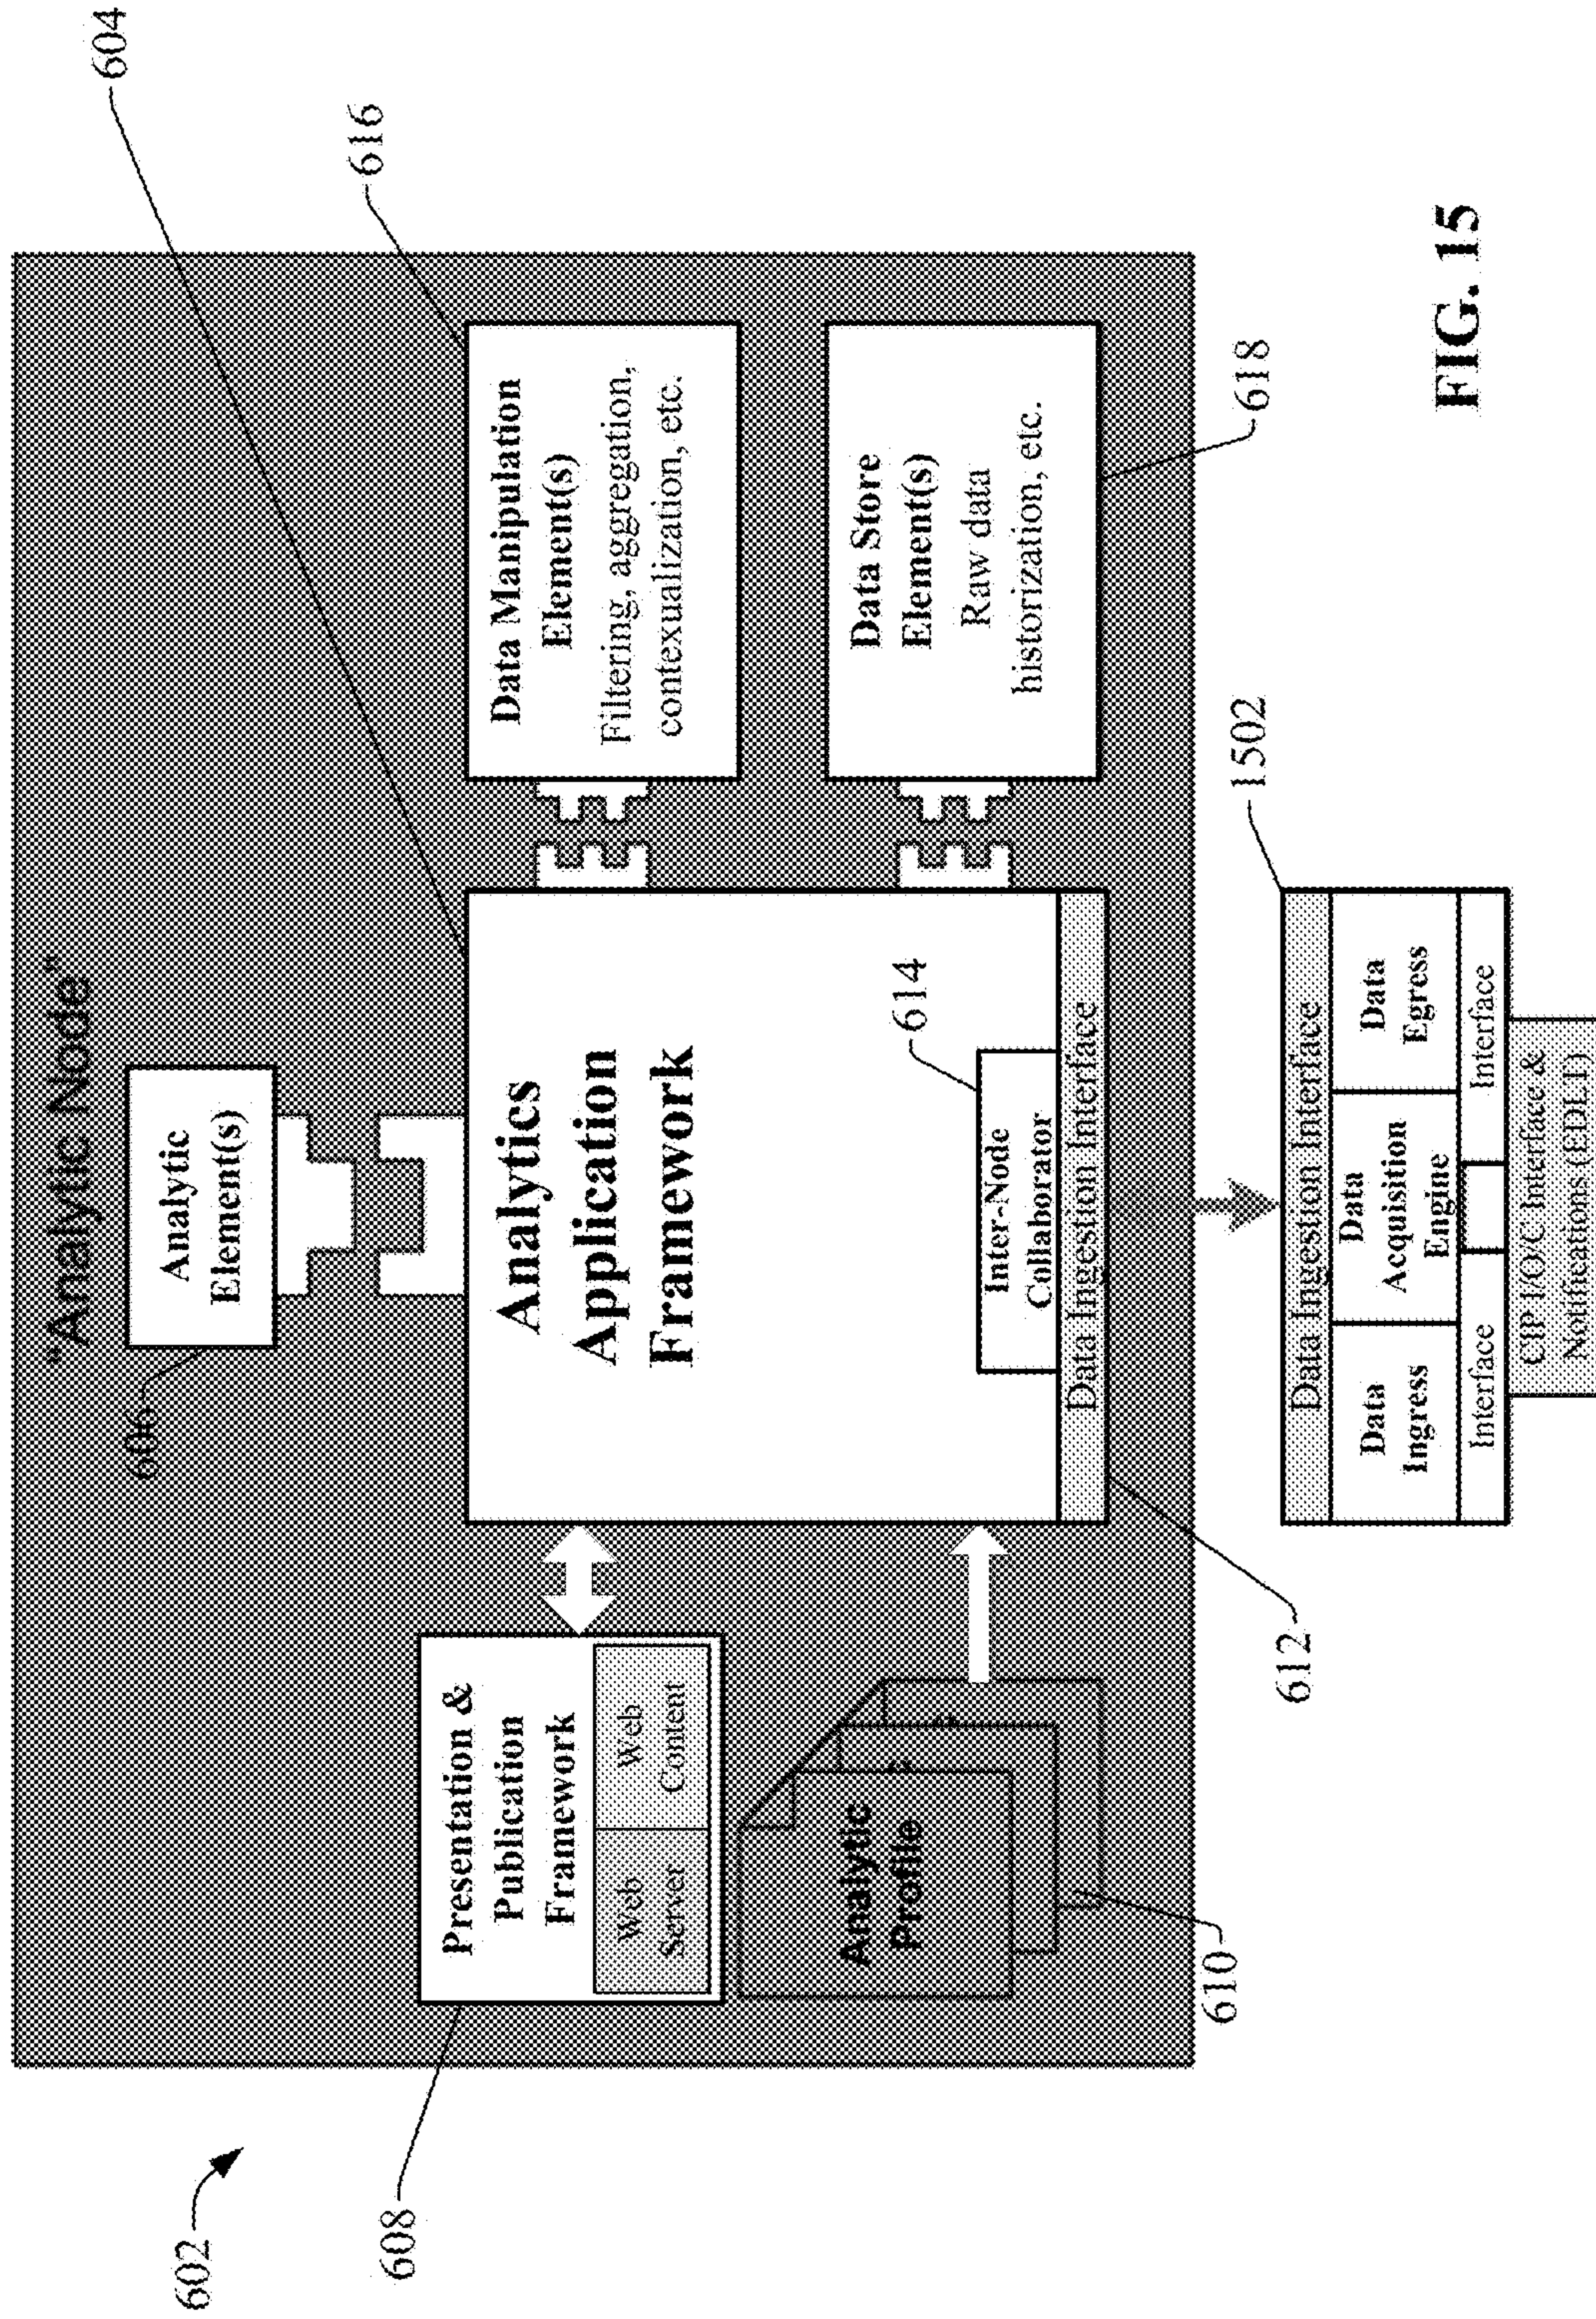 "Analytic Node"
604
606
Analytic
Element(s)
616
602
608
Presentation &
Publication
Framework
Web
Server
Web
Content
Analytics
Application
Framework
Data Manipulation
Element(s)
Filtering, aggregation,
contexualization, etc.
Analytic
Profile
610
614
Inter-Node
Collaborator
Data Ingestion Interface
612
Data Store
Element(s)
Raw data
historization, etc.
618
1502
Data Ingestion Interface
Data
Ingress
Data
Acquisition
Engine
Data
Egress
Interface
Interface
CIP I/O/C Interface &
Notifications (EDLT)
FIG. 15